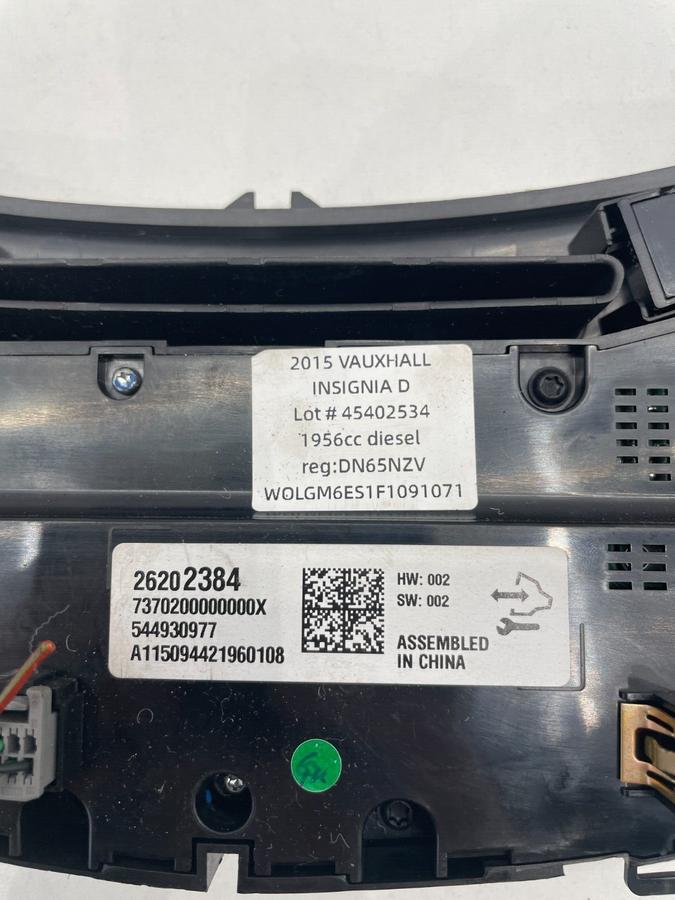 2015 VAUXHALL
INSIGNIA D
Lot # 45402534
1956cc diesel
reg:DN65NZV
WOLGM6ES1F1091071
26202384
7370200000000X
544930977
A115094421960108
HW: 002
SW: 002
ASSEMBLED
IN CHINA